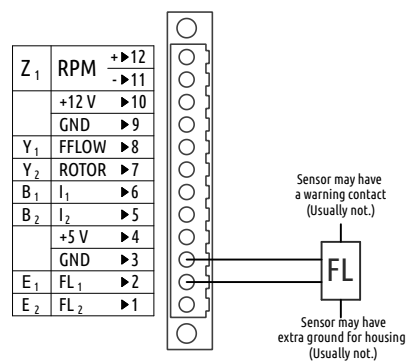 Z₁ RPM +▶12
-▶11
+12 V ▶10
GND ▶9
Y₁ FFLOW ▶8
Y₂ ROTOR ▶7
B₁ I₁ ▶6
B₂ I₂ ▶5
+5 V ▶4
GND ▶3
E₁ FL₁ ▶2
E₂ FL₂ ▶1
Sensor may have
a warning contact
(Usually not.)
FL
Sensor may have
extra ground for housing
(Usually not.)